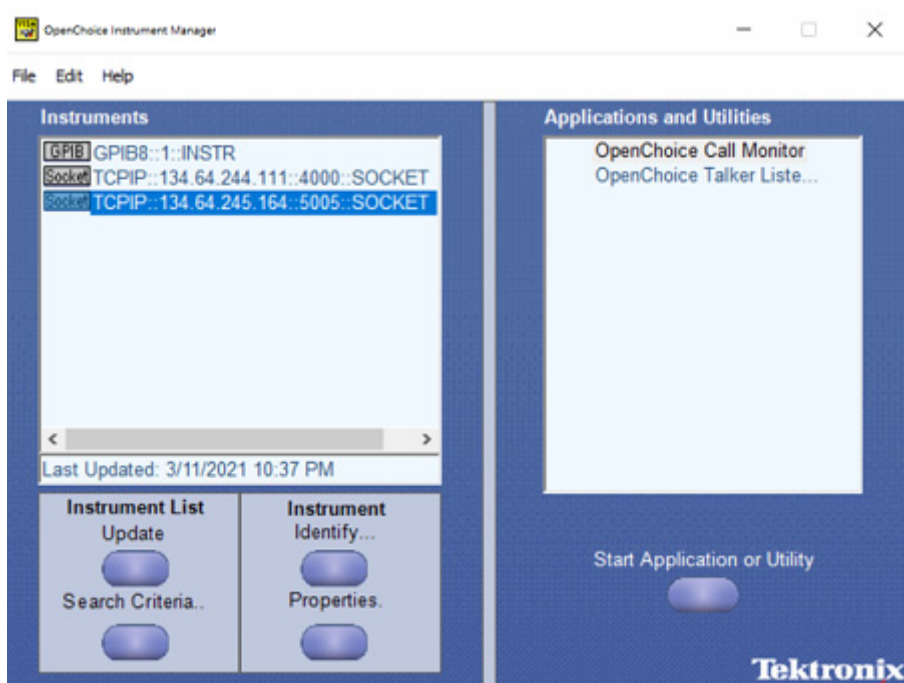 OpenChoice Instrument Manager
File Edit Help
Instruments
GPIB GPIB8::1::INSTR
Socket TCPIP::134.64.244.111::4000::SOCKET
Socket TCPIP::134.64.245.164::5005::SOCKET
Last Updated: 3/11/2021 10:37 PM
Instrument List
Update
Search Criteria..
Instrument
Identify...
Properties.
Applications and Utilities
OpenChoice Call Monitor
OpenChoice Talker Liste...
Start Application or Utility
Tektronix